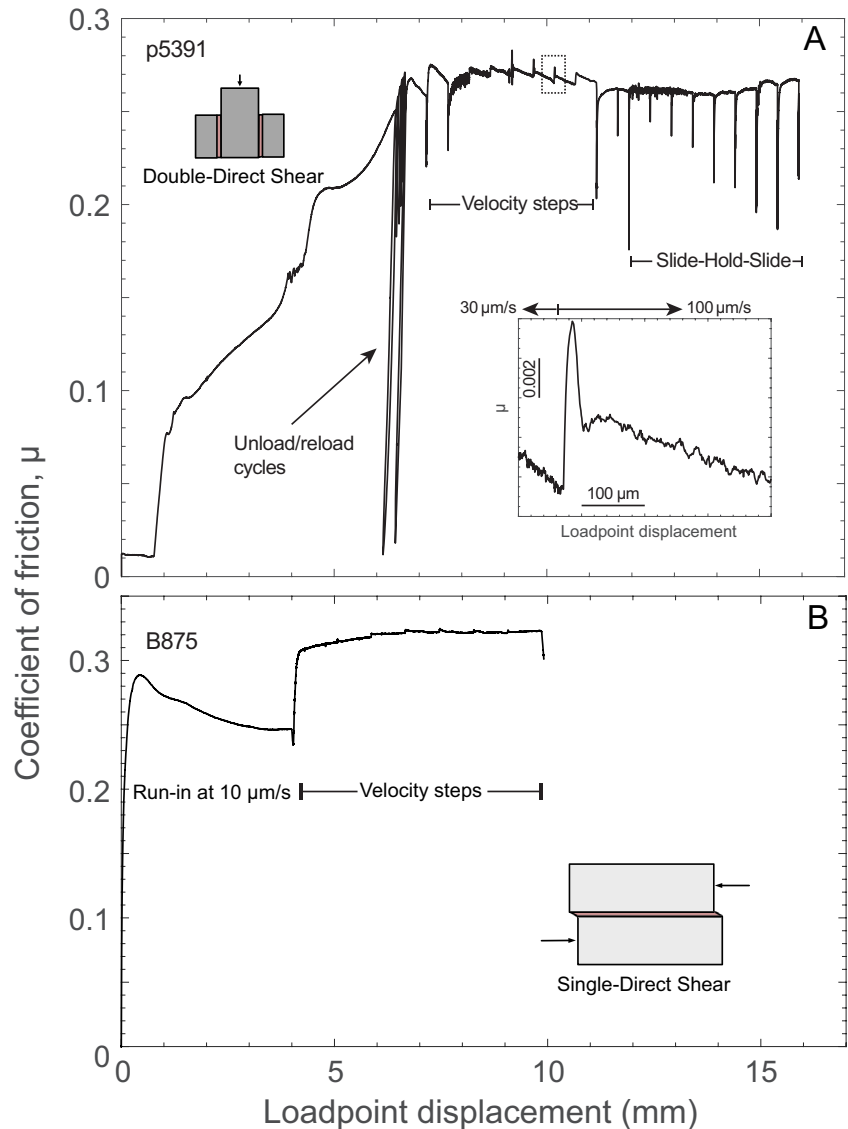 0.3
p5391
A
Double-Direct Shear
Velocity steps
0.2
Slide-Hold-Slide
30 µm/s
100 µm/s
0.002
µ
100 µm
Loadpoint displacement
0.1
Unload/reload
cycles
0
Coefficient of friction, µ
B875
B
0.3
Run-in at 10 µm/s
Velocity steps
0.2
0.1
Single-Direct Shear
0
0 5 10 15
Loadpoint displacement (mm)